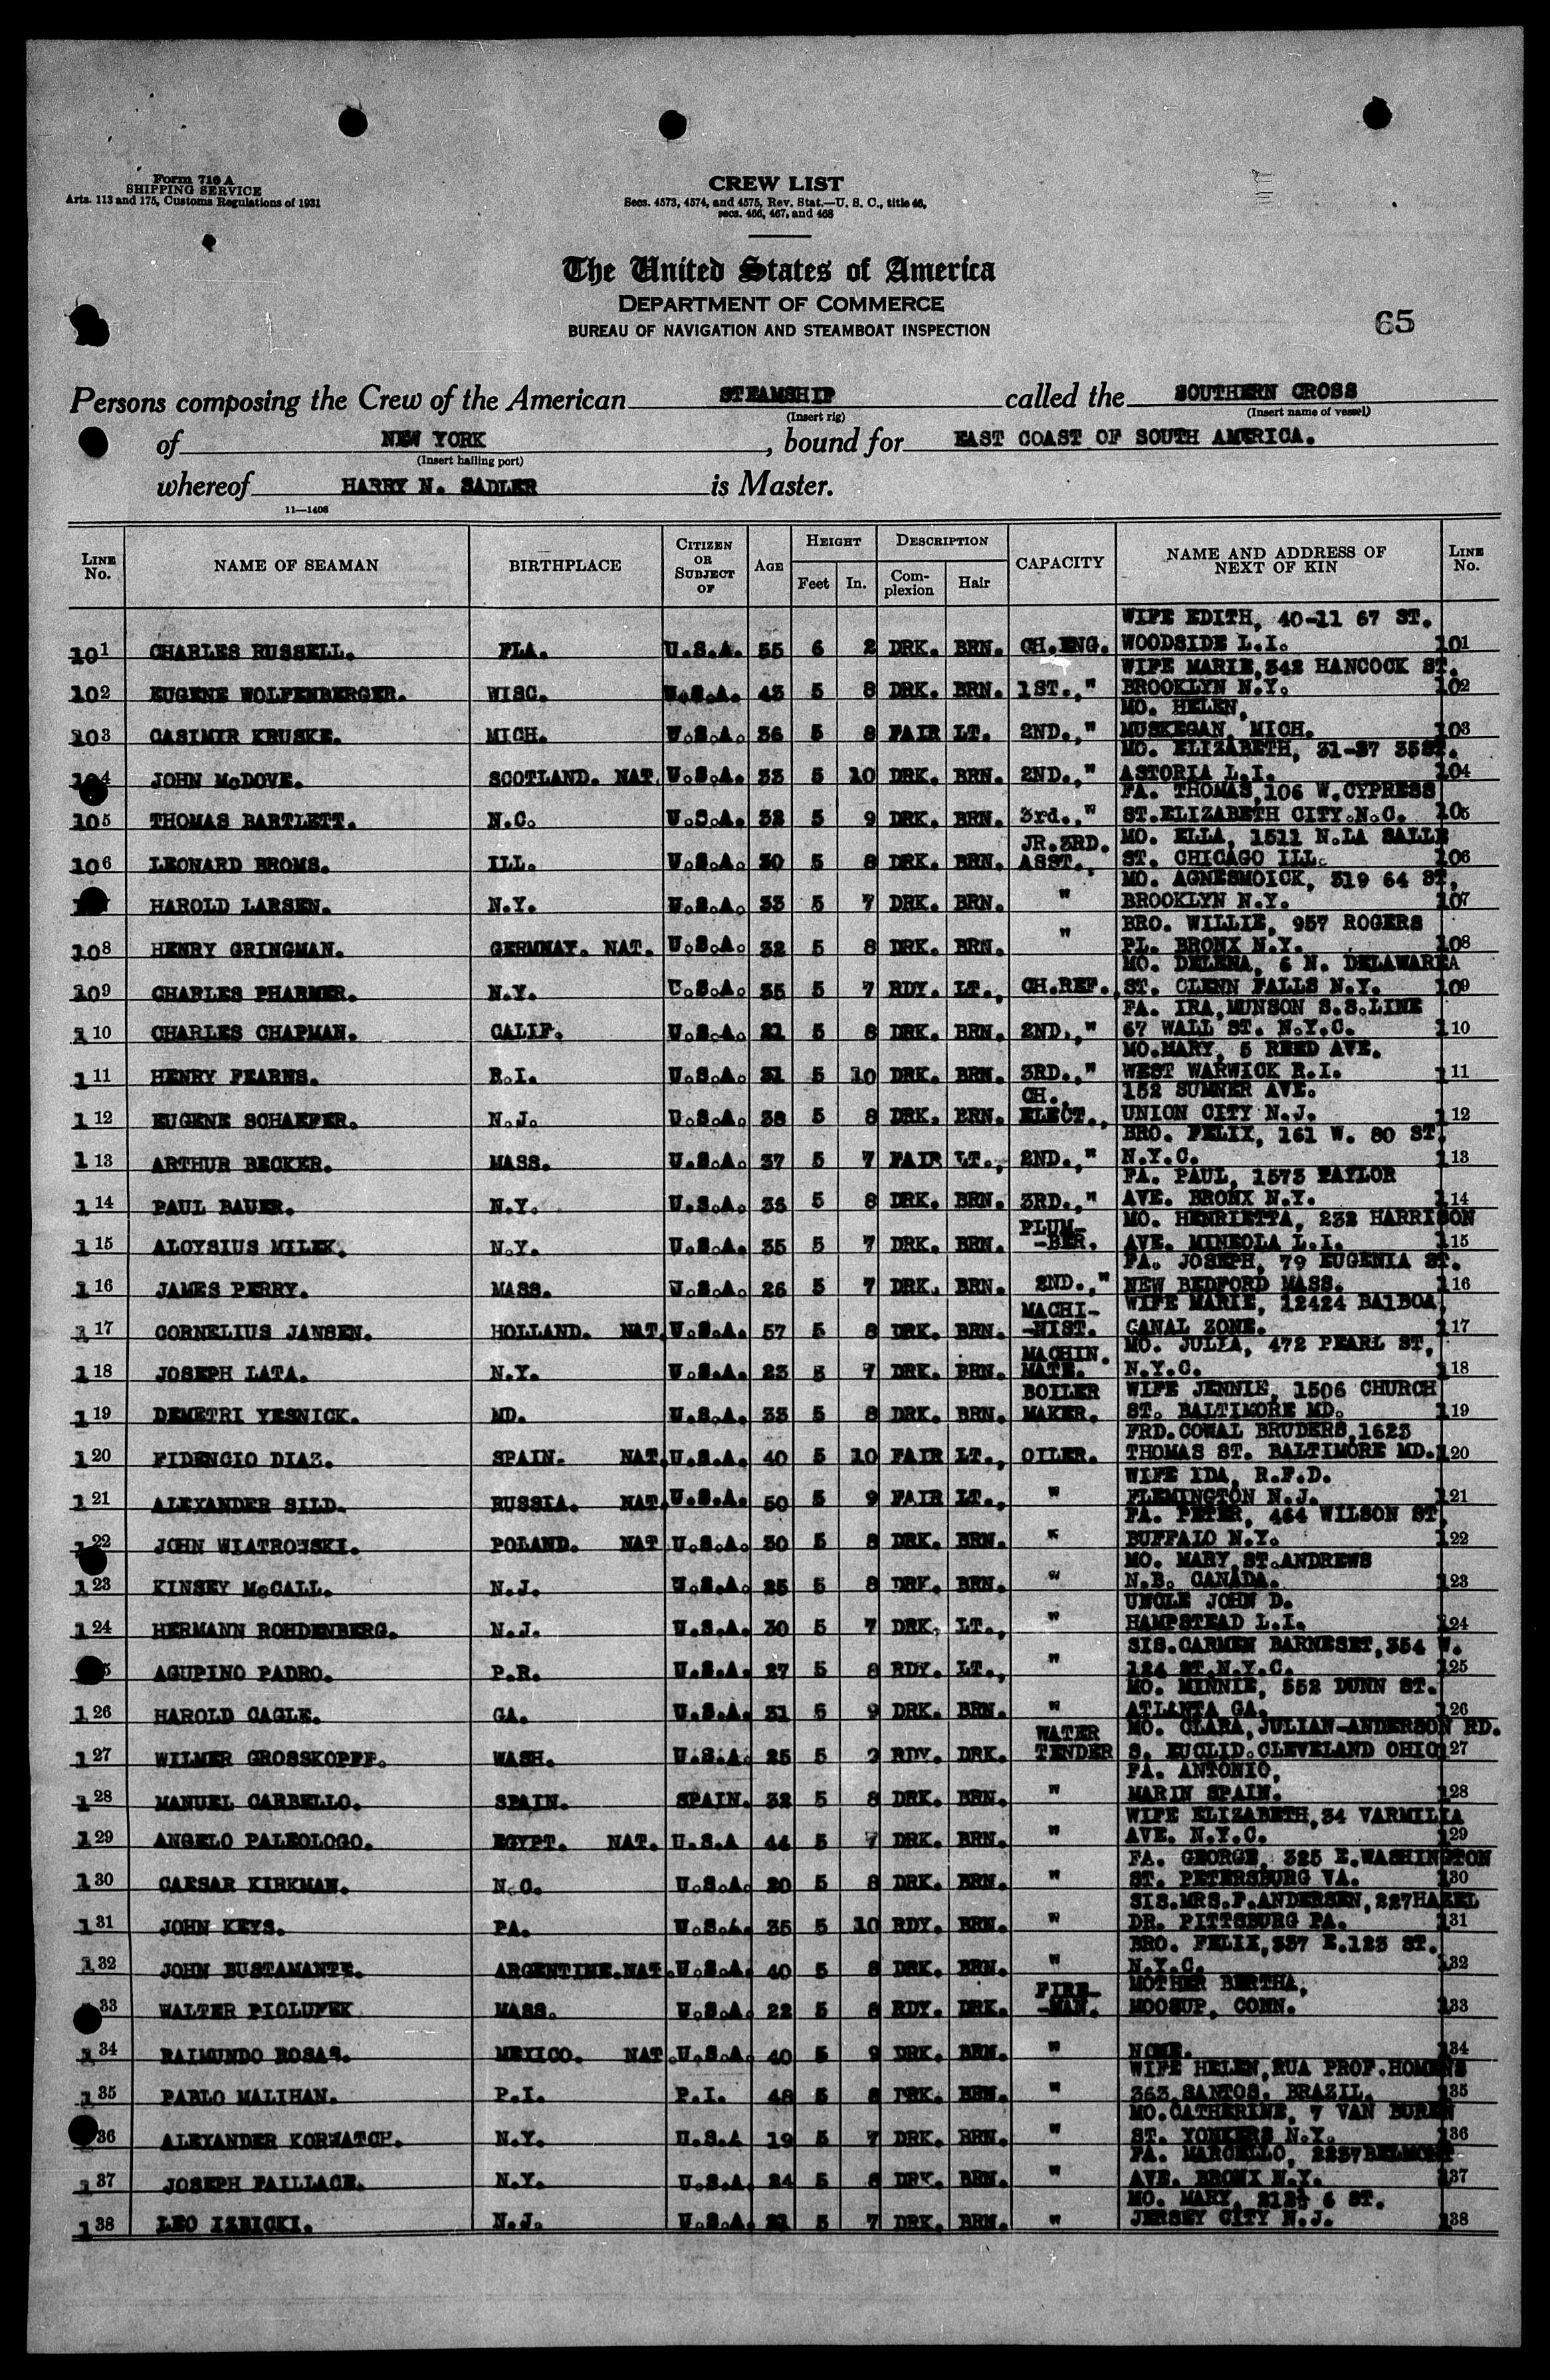 Form 710 A
SHIPPING SERVICE
Arts. 113 and 175, Customs Regulations of 1931
CREW LIST
Secs. 4573, 4574, and 4575, Rev. Stat.—U. S. C., title 46,
secs. 466, 467, and 468
The United States of America
DEPARTMENT OF COMMERCE
BUREAU OF NAVIGATION AND STEAMBOAT INSPECTION
65
Persons composing the Crew of the American STEAMSHIP called the SOUTHERN CROSS
(Insert rig) (Insert name of vessel)
of NEW YORK, bound for EAST COAST OF SOUTH AMERICA.
(Insert hailing port)
whereof HARRY N. SADLER is Master.
11—1408
LINE No. NAME OF SEAMAN BIRTHPLACE CITIZEN OR SUBJECT OF AGE HEIGHT Feet In. DESCRIPTION Complexion Hair CAPACITY NAME AND ADDRESS OF NEXT OF KIN LINE No.
WIFE EDITH, 40-11 67 ST.
101 CHARLES RUSSELL. FLA. U.S.A. 55 6 2 DRK. BRN. CH.ENG. WOODSIDE L.I. 101
WIFE MARIE, 342 HANCOCK ST.
102 EUGENE WOLFENBERGER. WISC. U.S.A. 43 5 8 DRK. BRN. 1ST.," BROOKLYN N.Y. 102
MO. HELEN,
103 CASIMIR KRUSKE. MICH. U.S.A. 36 5 8 FAIR LT. 2ND.," MUSKEGAN, MICH. 103
MO. ELIZABETH, 31-37 35ST.
104 JOHN McDOVE. SCOTLAND. NAT. U.S.A. 33 5 10 DRK. BRN. 2ND.," ASTORIA L.I. 104
FA. THOMAS, 106 W.CYPRESS
105 THOMAS BARTLETT. N.C. U.S.A. 32 5 9 DRK. BRN. 3rd.," ST.ELIZABETH CITY.N.C. 105
JR.3RD. MO. ELLA, 1511 N.LA SALLE
106 LEONARD BROMS. ILL. U.S.A. 30 5 8 DRK. BRN. ASST., ST. CHICAGO ILL. 106
MO. AGNESMOICK, 319 64 ST,
HAROLD LARSEN. N.Y. U.S.A. 33 5 7 DRK. BRN. " BROOKLYN N.Y. 107
BRO. WILLIE, 957 ROGERS
108 HENRY GRINGMAN. GERMNAY. NAT. U.S.A. 32 5 8 DRK. BRN. " PL. BRONX N.Y. 108
MO. DELENA, 6 N. DELAWAREA
109 CHARLES PHARMER. N.Y. U.S.A. 35 5 7 RDY. LT., CH.REF., ST. GLENN FALLS N.Y. 109
FA. IRA, MUNSON S.S.LINE
110 CHARLES CHAPMAN. CALIF. U.S.A. 21 5 8 DRK. BRN. 2ND.," 67 WALL ST. N.Y.C. 110
MO.MARY, 5 REED AVE.
111 HENRY FEARNS. R.I. U.S.A. 31 5 10 DRK. BRN. 3RD.," WEST WARWICK R.I. 111
CH., 152 SUMNER AVE.
112 EUGENE SCHAEFER. N.J. U.S.A. 38 5 8 DRK. BRN. ELECT., UNION CITY N.J. 112
BRO. FELIX, 161 W. 80 ST.
113 ARTHUR BECKER. MASS. U.S.A. 37 5 7 FAIR LT., 2ND.," N.Y.C. 113
FA. PAUL, 1573 TAYLOR
114 PAUL BAUER. N.Y. U.S.A. 36 5 8 DRK. BRN. 3RD.," AVE. BRONX N.Y. 114
PLUM- MO. HENRIETTA, 232 HARRISON
115 ALOYSIUS MILEK. N.Y. U.S.A. 35 5 7 DRK. BRN. -BER. AVE. MINEOLA L.I. 115
FA. JOSEPH, 79 EUGENIA ST.
116 JAMES PERRY. MASS. U.S.A. 26 5 7 DRK. BRN. 2ND.," NEW BEDFORD MASS. 116
MACHI- WIFE MARIE, 12424 BALBOA,
117 CORNELIUS JANSEN. HOLLAND. NAT. U.S.A. 57 5 8 DRK. BRN. -NIST. CANAL ZONE. 117
MACHIN. MO. JULIA, 472 PEARL ST,
118 JOSEPH LATA. N.Y. U.S.A. 23 5 7 DRK. BRN. MATE. N.Y.C. 118
BOILER WIFE JENNIE, 1506 CHURCH
119 DEMETRI YESNICK. MD. U.S.A. 33 5 8 DRK. BRN. MAKER. ST. BALTIMORE MD. 119
FRD.COWAL BRUDERS, 1623
120 FIDENCIO DIAZ. SPAIN. NAT. U.S.A. 40 5 10 FAIR LT., OILER. THOMAS ST. BALTIMORE MD. 120
WIFE IDA, R.F.D.
121 ALEXANDER SILD. RUSSIA. NAT. U.S.A. 50 5 9 FAIR LT., " FLEMINGTON N.J. 121
FA. PETER, 464 WILSON ST,
122 JOHN WIATROWSKI. POLAND. NAT U.S.A. 30 5 8 DRK. BRN. " BUFFALO N.Y. 122
MO. MARY, ST.ANDREWS
123 KINSEY McCALL. N.J. U.S.A. 25 5 8 DRK. BRN. " N.B. CANADA. 123
UNCLE JOHN D.
124 HERMANN ROHDENBERG. N.J. U.S.A. 30 5 7 DRK. LT., " HAMPSTEAD L.I. 124
SIS.CARMEN BARNESET, 354 W.
AGUPINO PADRO. P.R. U.S.A. 27 5 8 RDY. LT., " 124 ST.N.Y.C. 125
MO. MINNIE, 552 DUNN ST.
126 HAROLD CAGLE. GA. U.S.A. 31 5 9 DRK. BRN. " ATLANTA GA. 126
WATER MO. CLARA, JULIAN-ANDERSON RD.
127 WILMER GROSSKOPFF. WASH. U.S.A. 25 5 RDY. DRK. TENDER S. EUCLID.CLEVELAND OHIO 127
FA. ANTONIO,
128 MANUEL CARBELLO. SPAIN. SPAIN. 32 5 8 DRK. BRN. " MARIN SPAIN. 128
WIFE ELIZABETH, 34 VARMILIA
129 ANGELO PALEOLOGO. EGYPT. NAT. U.S.A 44 5 7 DRK. BRN. " AVE. N.Y.C. 129
FA. GEORGE, 325 E.WASHINGTON
130 CAESAR KIRKMAN. N.C. U.S.A. 20 5 8 DRK. BRN. " ST. PETERSBURG VA. 130
SIS.MRS.F.ANDERSEN, 227HAZEL
131 JOHN KEYS. PA. U.S.A. 35 5 10 RDY. BRN. " DR. PITTSBURG PA. 131
BRO. FELIX, 337 E.123 ST.
132 JOHN BUSTAMANTE. ARGENTINE.NAT. U.S.A. 40 5 8 DRK. BRN. " N.Y.C. 132
FIRE- MOTHER BERTHA,
133 WALTER PIOLUNEK MASS. U.S.A. 22 5 8 RDY. DRK. -MAN. MOOSUP, CONN. 133
134 RAIMUNDO ROSAS. MEXICO. NAT. U.S.A. 40 5 9 DRK. BRN. " NONE. 134
WIFE HELEN, RUA PROF.HOMENS
135 PABLO MALIHAN. P.I. P.I. 48 5 8 DRK. BRN. " 363 SANTOS. BRAZIL. 135
MO.CATHERINE, 7 VAN BUREN
36 ALEXANDER KORWATCH. N.Y. U.S.A 19 5 7 DRK. BRN. " ST. YONKERS N.Y. 136
FA. MARCELLO, 2237BELMONT
137 JOSEPH PAILLACE. N.Y. U.S.A. 24 5 8 DRK. BRN. " AVE. BRONX N.Y. 137
MO. MARY, 212½ 6 ST.
138 LEO IZBICKI. N.J. U.S.A. 21 5 7 DRK. BRN. " JERSEY CITY N.J. 138